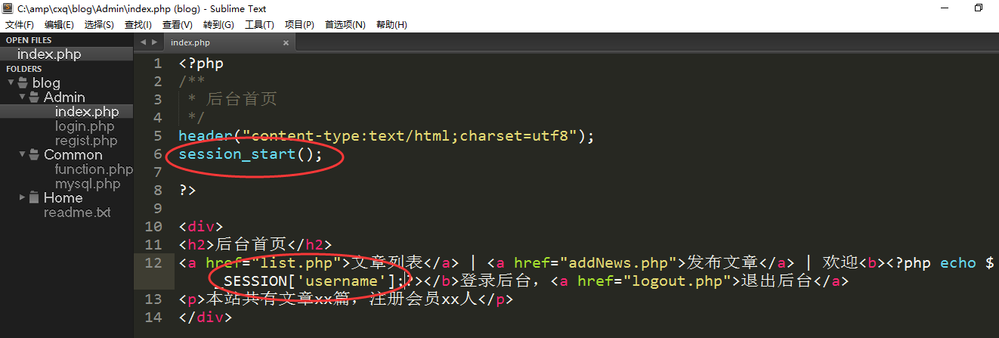 C:\amp\cxq\blog\Admin\index.php (blog) - Sublime Text
文件(F) 编辑(E) 选择(S) 查找(I) 查看(V) 转到(G) 工具(T) 项目(P) 首选项(N) 帮助(H)
OPEN FILES
index.php
FOLDERS
blog
Admin
index.php
login.php
regist.php
Common
function.php
mysql.php
Home
readme.txt
index.php
1 <?php
2 /**
3 * 后台首页
4 */
5 header("content-type:text/html;charset=utf8");
6 session_start();
7
8 ?>
9
10 <div>
11 <h2>后台首页</h2>
12 <a href="list.php">文章列表</a> | <a href="addNews.php">发布文章</a> | 欢迎<b><?php echo $
_SESSION['username'];?></b>登录后台，<a href="logout.php">退出后台</a>
13 <p>本站共有文章xx篇，注册会员xx人</p>
14 </div>